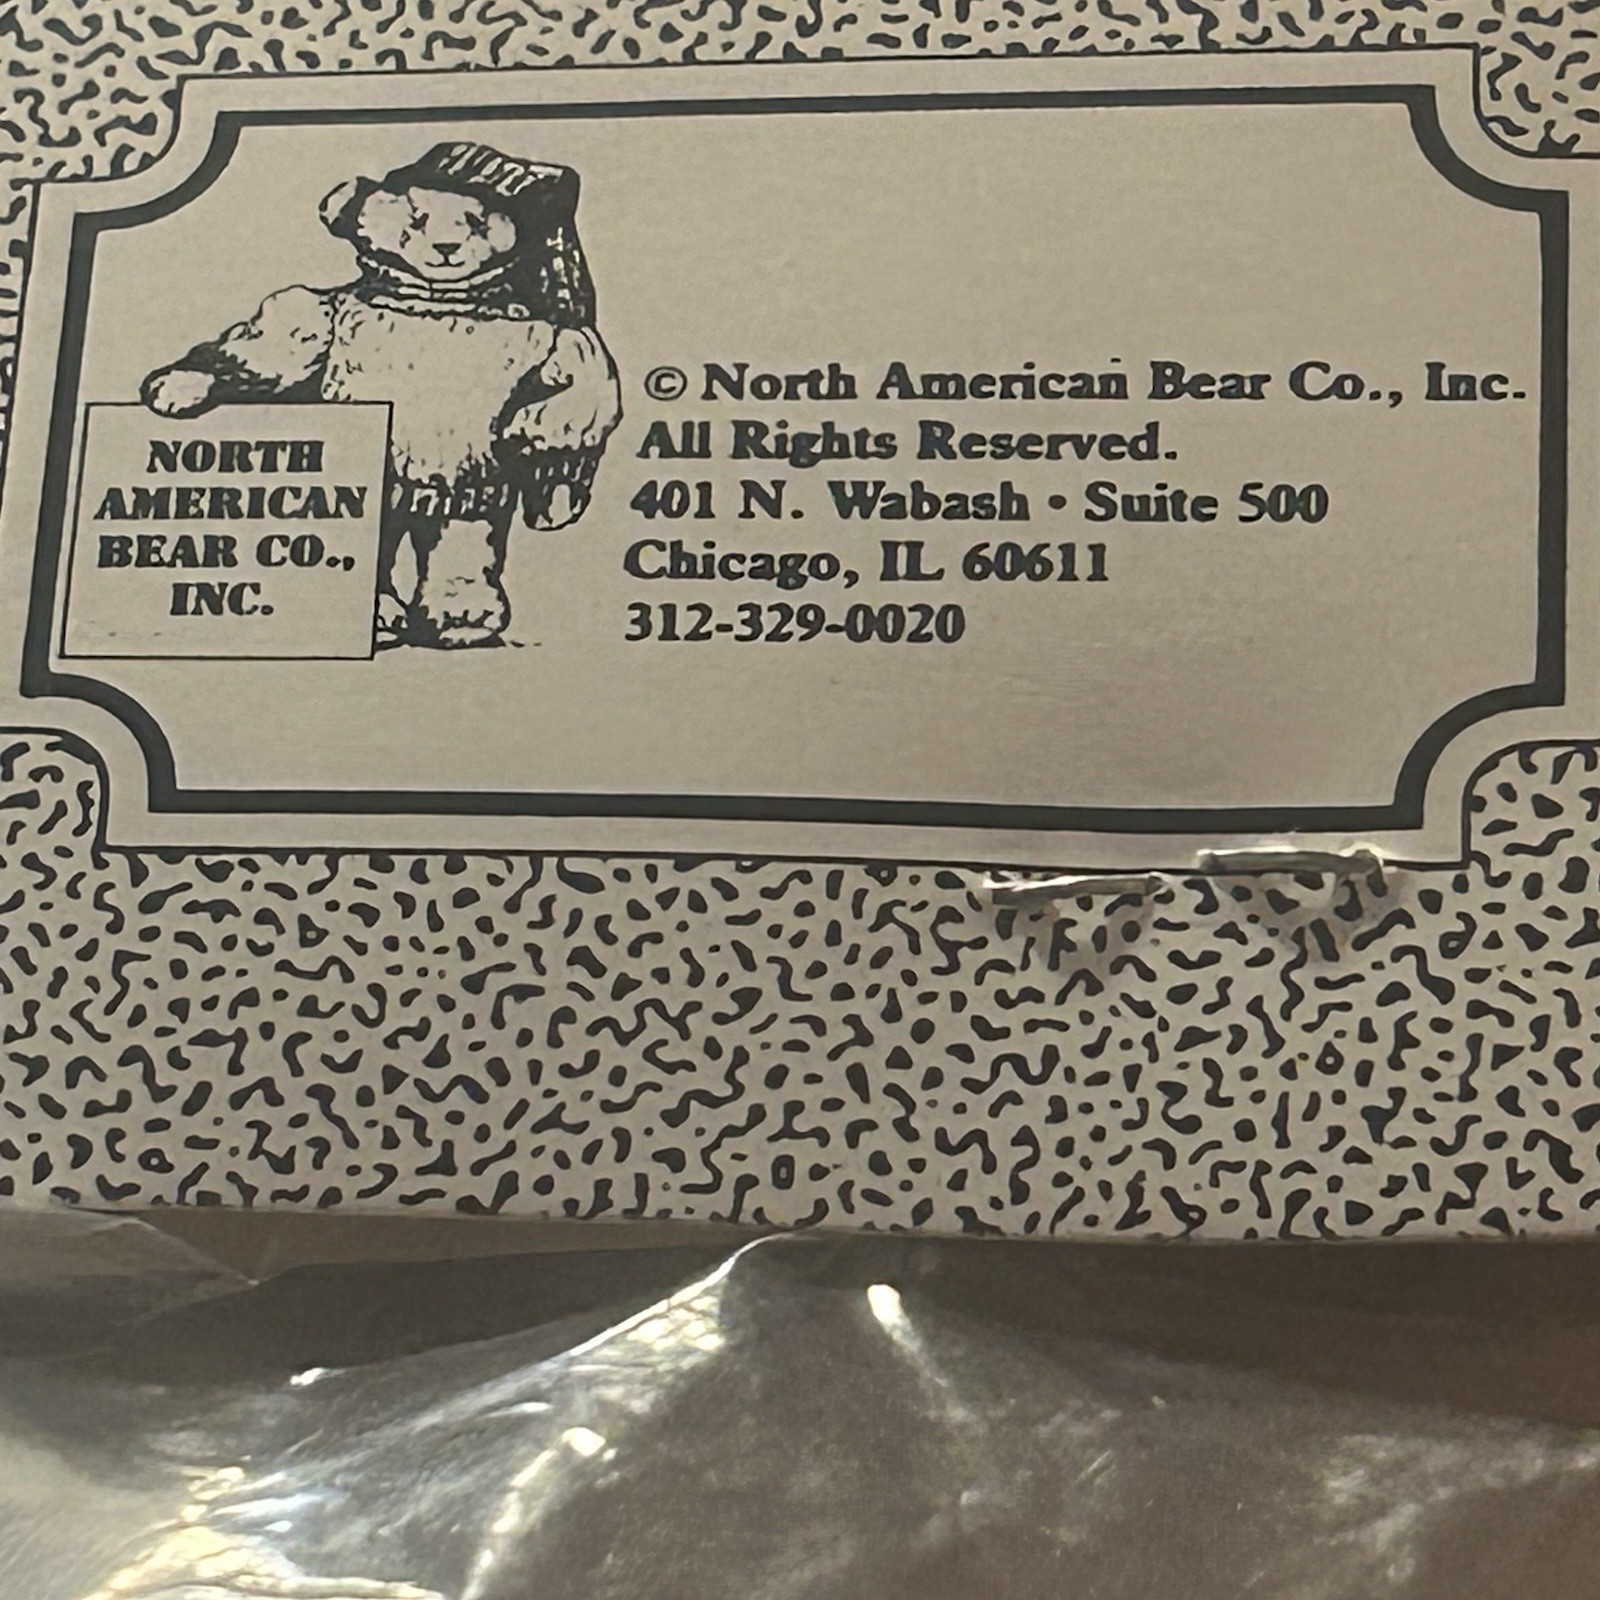 NORTH
AMERICAN
BEAR CO.,
INC.
© North American Bear Co., Inc.
All Rights Reserved.
401 N. Wabash • Suite 500
Chicago, IL 60611
312-329-0020